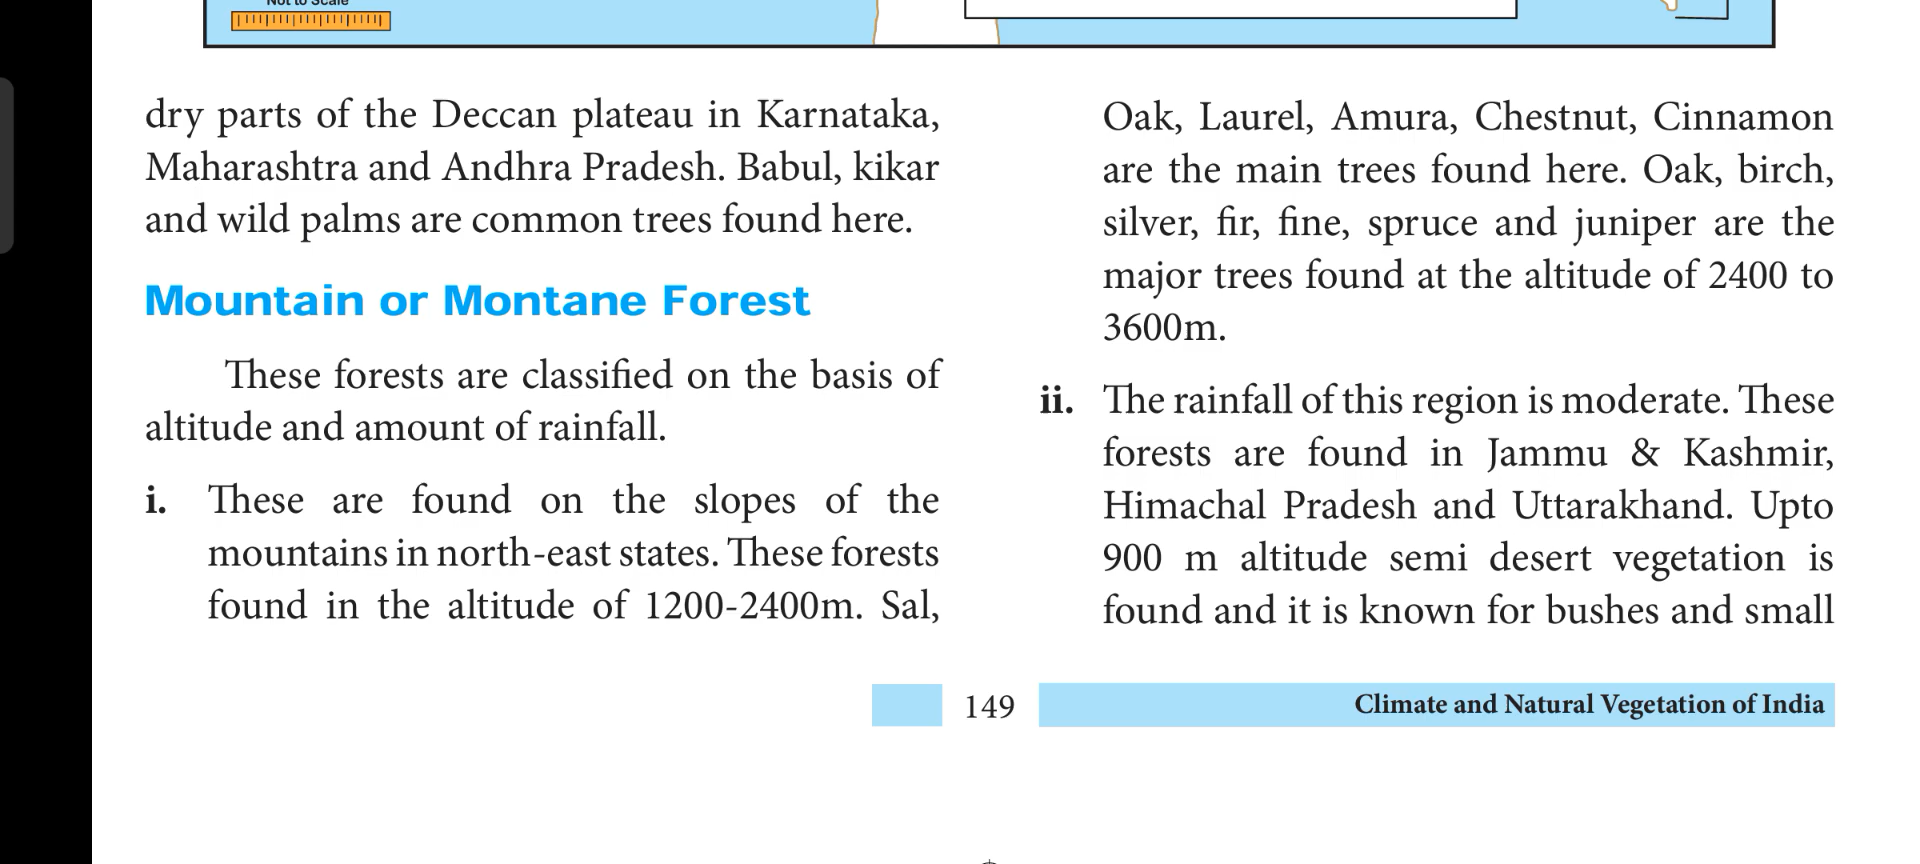 Not to Scale
dry parts of the Deccan plateau in Karnataka,
Maharashtra and Andhra Pradesh. Babul, kikar
and wild palms are common trees found here.
Mountain or Montane Forest
These forests are classified on the basis of
altitude and amount of rainfall.
i. These are found on the slopes of the
mountains in north-east states. These forests
found in the altitude of 1200-2400m. Sal,
Oak, Laurel, Amura, Chestnut, Cinnamon
are the main trees found here. Oak, birch,
silver, fir, fine, spruce and juniper are the
major trees found at the altitude of 2400 to
3600m.
ii. The rainfall of this region is moderate. These
forests are found in Jammu & Kashmir,
Himachal Pradesh and Uttarakhand. Upto
900 m altitude semi desert vegetation is
found and it is known for bushes and small
149
Climate and Natural Vegetation of India